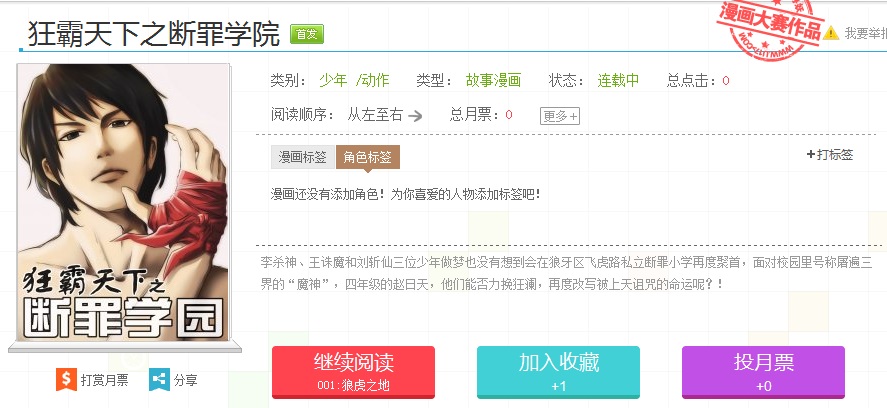 狂霸天下之断罪学院 首发
漫画大赛作品
我要举报
类别： 少年 /动作 类型： 故事漫画 状态： 连载中 总点击：0
阅读顺序： 从左至右 总月票：0 更多+
漫画标签 角色标签 +打标签
漫画还没有添加角色！为你喜爱的人物添加标签吧！
李杀神、王诛魔和刘斩仙三位少年做梦也没有想到会在狼牙区飞虎路私立断罪小学再度聚首，面对校园里号称屠遍三
界的“魔神”，四年级的赵日天，他们能否力挽狂澜，再度改写被上天诅咒的命运呢？！
狂霸天下之
断罪学园
打赏月票 分享
继续阅读
001:狼虎之地
加入收藏
+1
投月票
+0